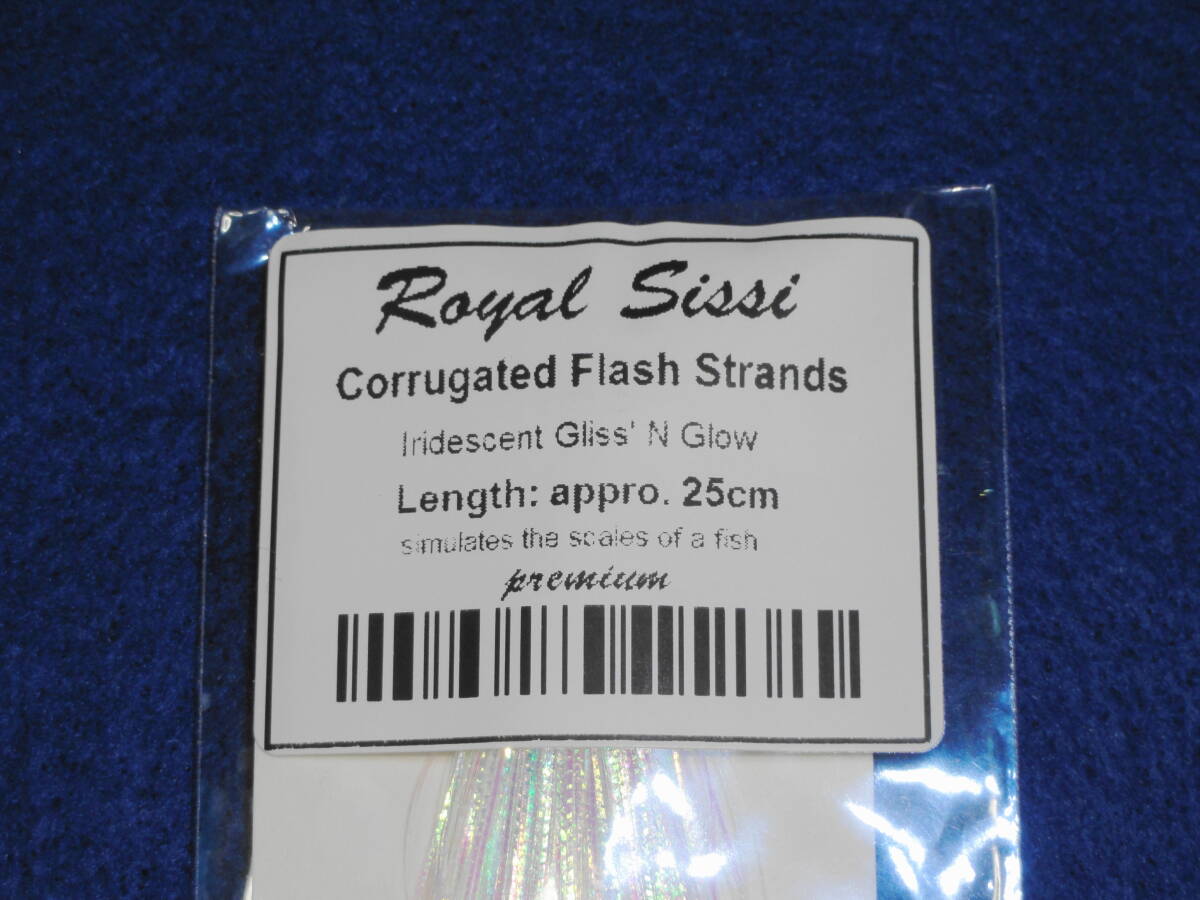 Royal Sissi
Corrugated Flash Strands
Iridescent Gliss' N Glow
Length: appro. 25cm
simulates the scales of a fish
premium